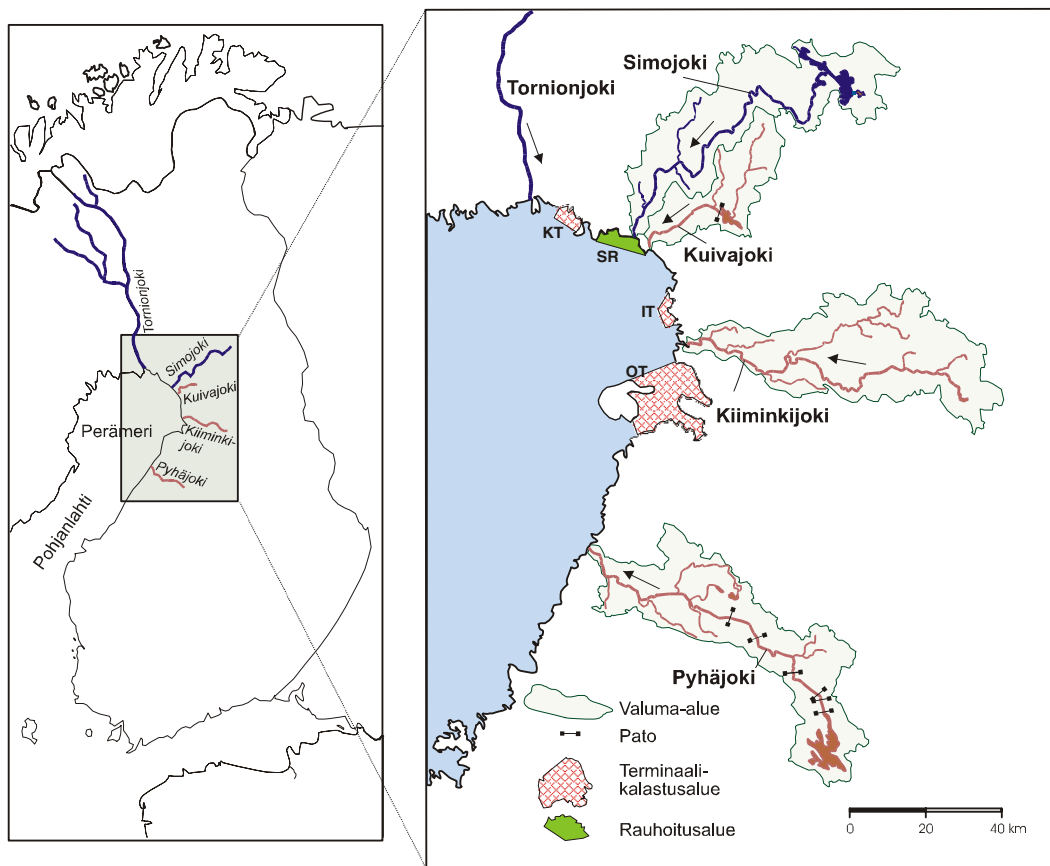 Tornionjoki
Simojoki
Kuivajoki
Kiiminki-
joki
Pyhäjoki
Perämeri
Pohjanlahti
Tornionjoki
Simojoki
KT
SR
Kuivajoki
IT
OT
Kiiminkijoki
Pyhäjoki
Valuma-alue
Pato
Terminaali-
kalastusalue
Rauhoitusalue
0 20 40 km